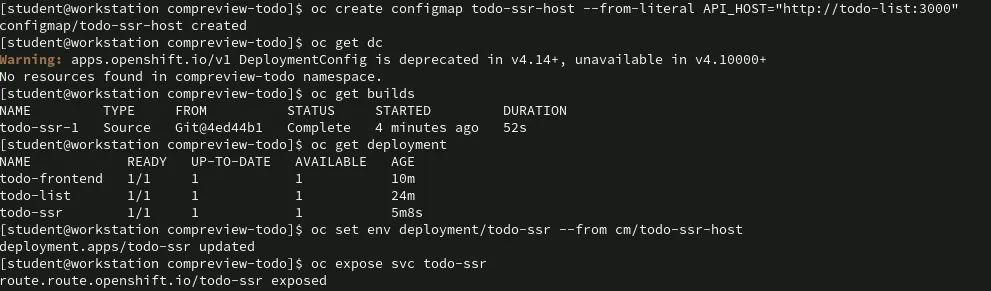 [student@workstation compreview-todo]$ oc create configmap todo-ssr-host --from-literal API_HOST="http://todo-list:3000"
configmap/todo-ssr-host created
[student@workstation compreview-todo]$ oc get dc
Warning: apps.openshift.io/v1 DeploymentConfig is deprecated in v4.14+, unavailable in v4.10000+
No resources found in compreview-todo namespace.
[student@workstation compreview-todo]$ oc get builds
NAME         TYPE     FROM          STATUS     STARTED         DURATION
todo-ssr-1   Source   Git@4ed44b1   Complete   4 minutes ago   52s
[student@workstation compreview-todo]$ oc get deployment
NAME            READY   UP-TO-DATE   AVAILABLE   AGE
todo-frontend   1/1     1            1           10m
todo-list       1/1     1            1           24m
todo-ssr        1/1     1            1           5m8s
[student@workstation compreview-todo]$ oc set env deployment/todo-ssr --from cm/todo-ssr-host
deployment.apps/todo-ssr updated
[student@workstation compreview-todo]$ oc expose svc todo-ssr
route.route.openshift.io/todo-ssr exposed